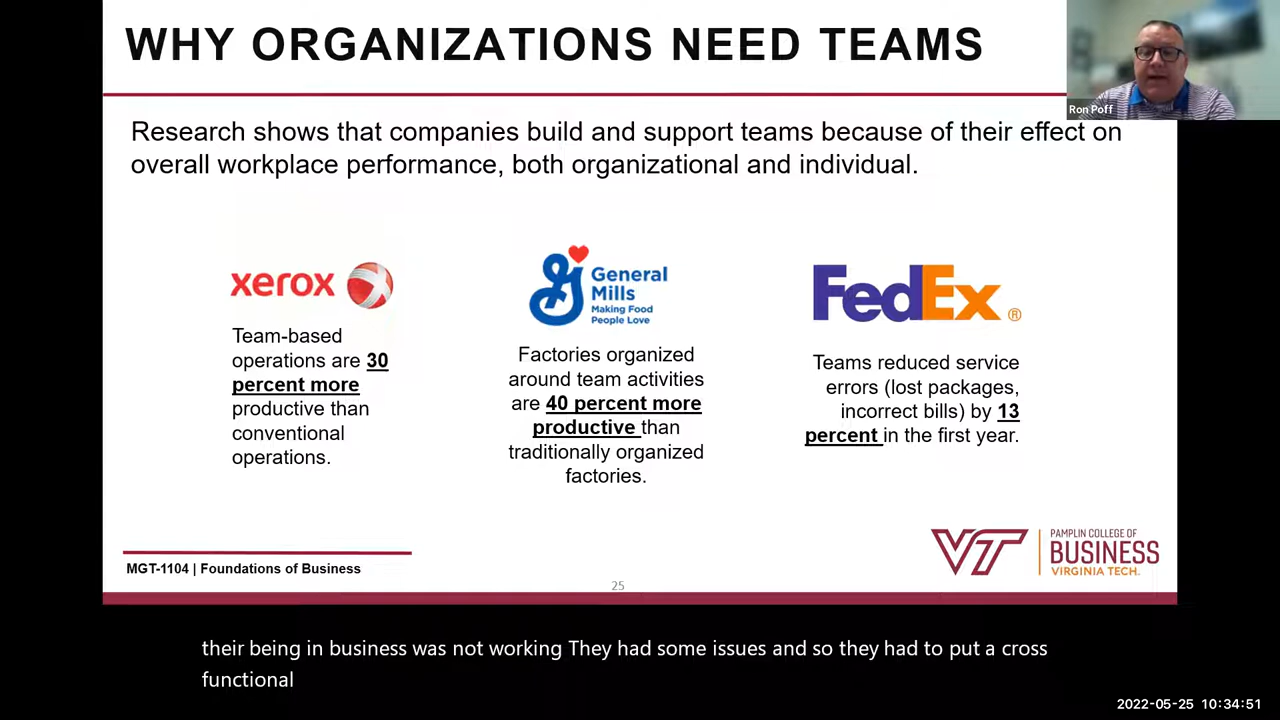 WHY ORGANIZATIONS NEED TEAMS
Ron Poff
Research shows that companies build and support teams because of their effect on
overall workplace performance, both organizational and individual.
xerox
Team-based
operations are 30
percent more
productive than
conventional
operations.
General
Mills
Making Food
People Love
Factories organized
around team activities
are 40 percent more
productive than
traditionally organized
factories.
FedEx ®
Teams reduced service
errors (lost packages,
incorrect bills) by 13
percent in the first year.
MGT-1104 | Foundations of Business
25
VT
PAMPLIN COLLEGE OF
BUSINESS
VIRGINIA TECH.
their being in business was not working They had some issues and so they had to put a cross
functional
2022-05-25 10:34:51